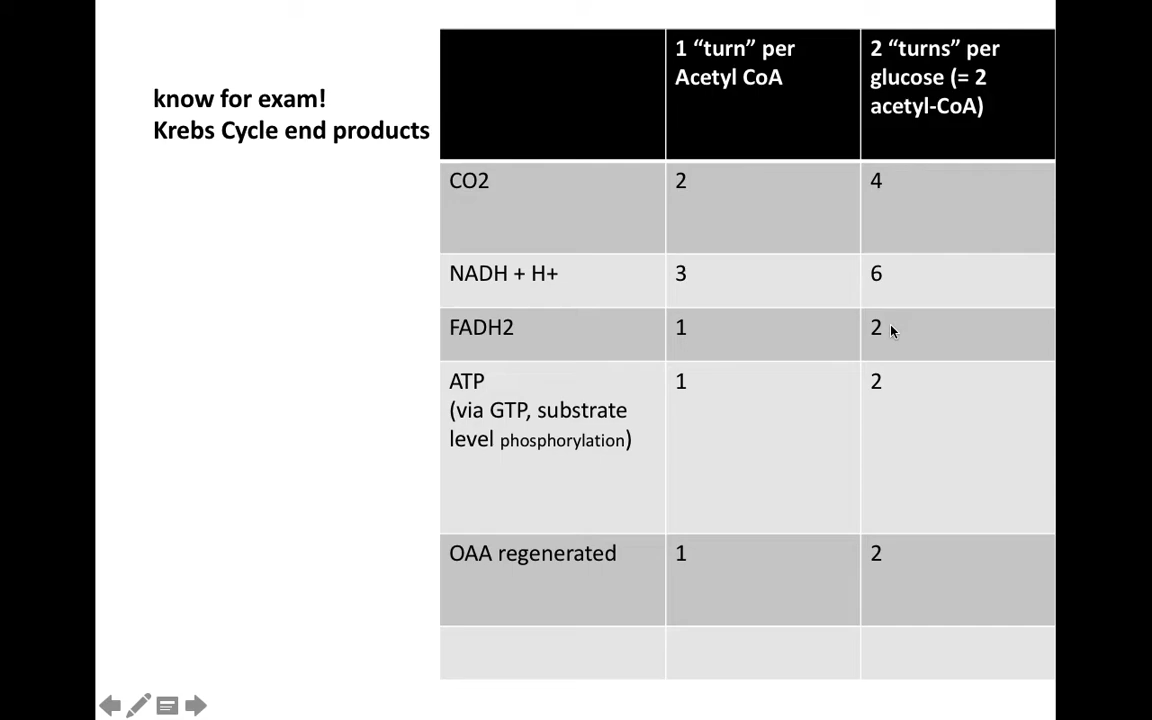 know for exam!
Krebs Cycle end products
1 “turn” per
Acetyl CoA
2 “turns” per
glucose (= 2
acetyl-CoA)
CO2
2
4
NADH + H+
3
6
FADH2
1
2
ATP
(via GTP, substrate
level phosphorylation)
1
2
OAA regenerated
1
2